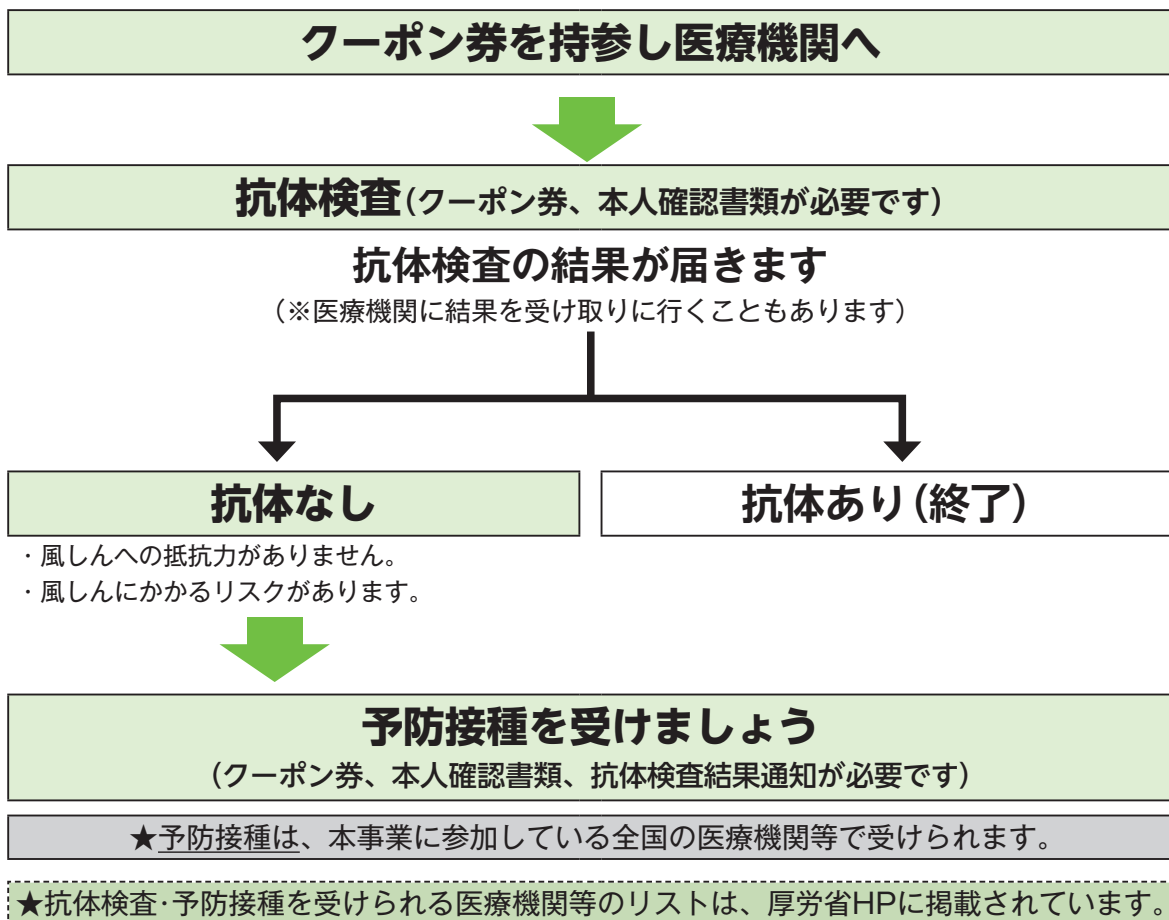 クーポン券を持参し医療機関へ
抗体検査(クーポン券、本人確認書類が必要です)
抗体検査の結果が届きます
(※医療機関に結果を受け取りに行くこともあります)
抗体なし
抗体あり(終了)
・風しんへの抵抗力がありません。
・風しんにかかるリスクがあります。
予防接種を受けましょう
(クーポン券、本人確認書類、抗体検査結果通知が必要です)
★予防接種は、本事業に参加している全国の医療機関等で受けられます。
★抗体検査・予防接種を受けられる医療機関等のリストは、厚労省HPに掲載されています。